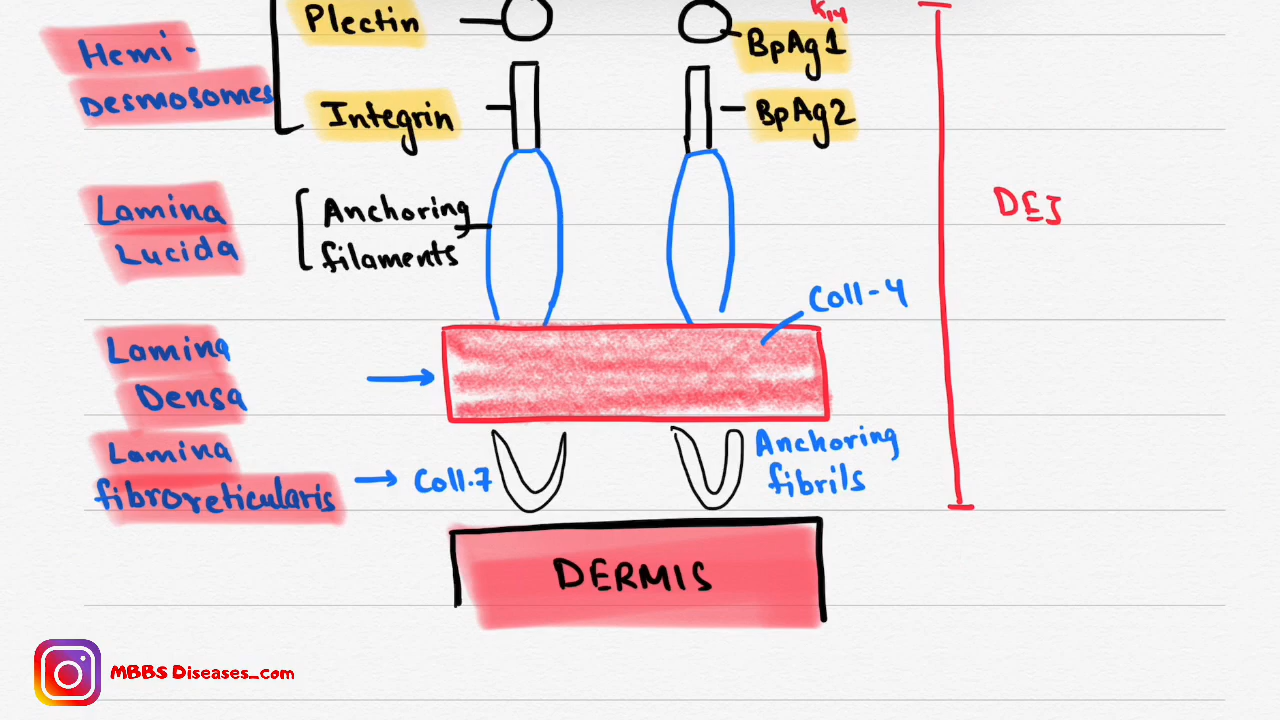 Plectin
K14
BpAg1
Hemi-
Desmosomes
Integrin
BpAg2
Lamina
Lucida
Anchoring
filaments
DEJ
Coll-4
Lamina
Densa
Lamina
fibroreticularis
Coll.7
Anchoring
fibrils
DERMIS
MBBS Diseases_com